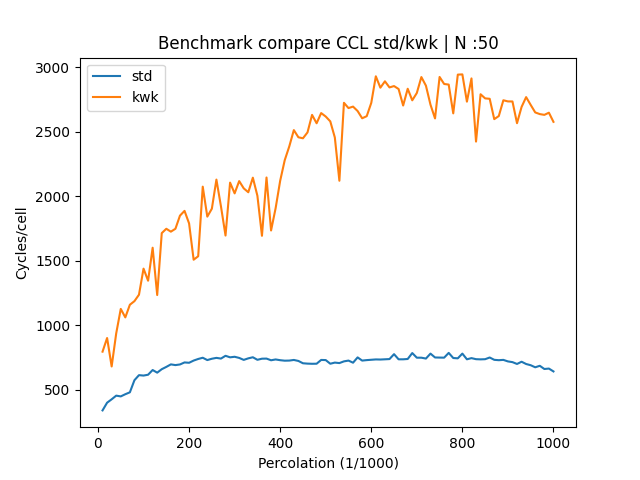 Benchmark compare CCL std/kwk | N :50
std
kwk
Cycles/cell
3000
2500
2000
1500
1000
500
0 200 400 600 800 1000
Percolation (1/1000)